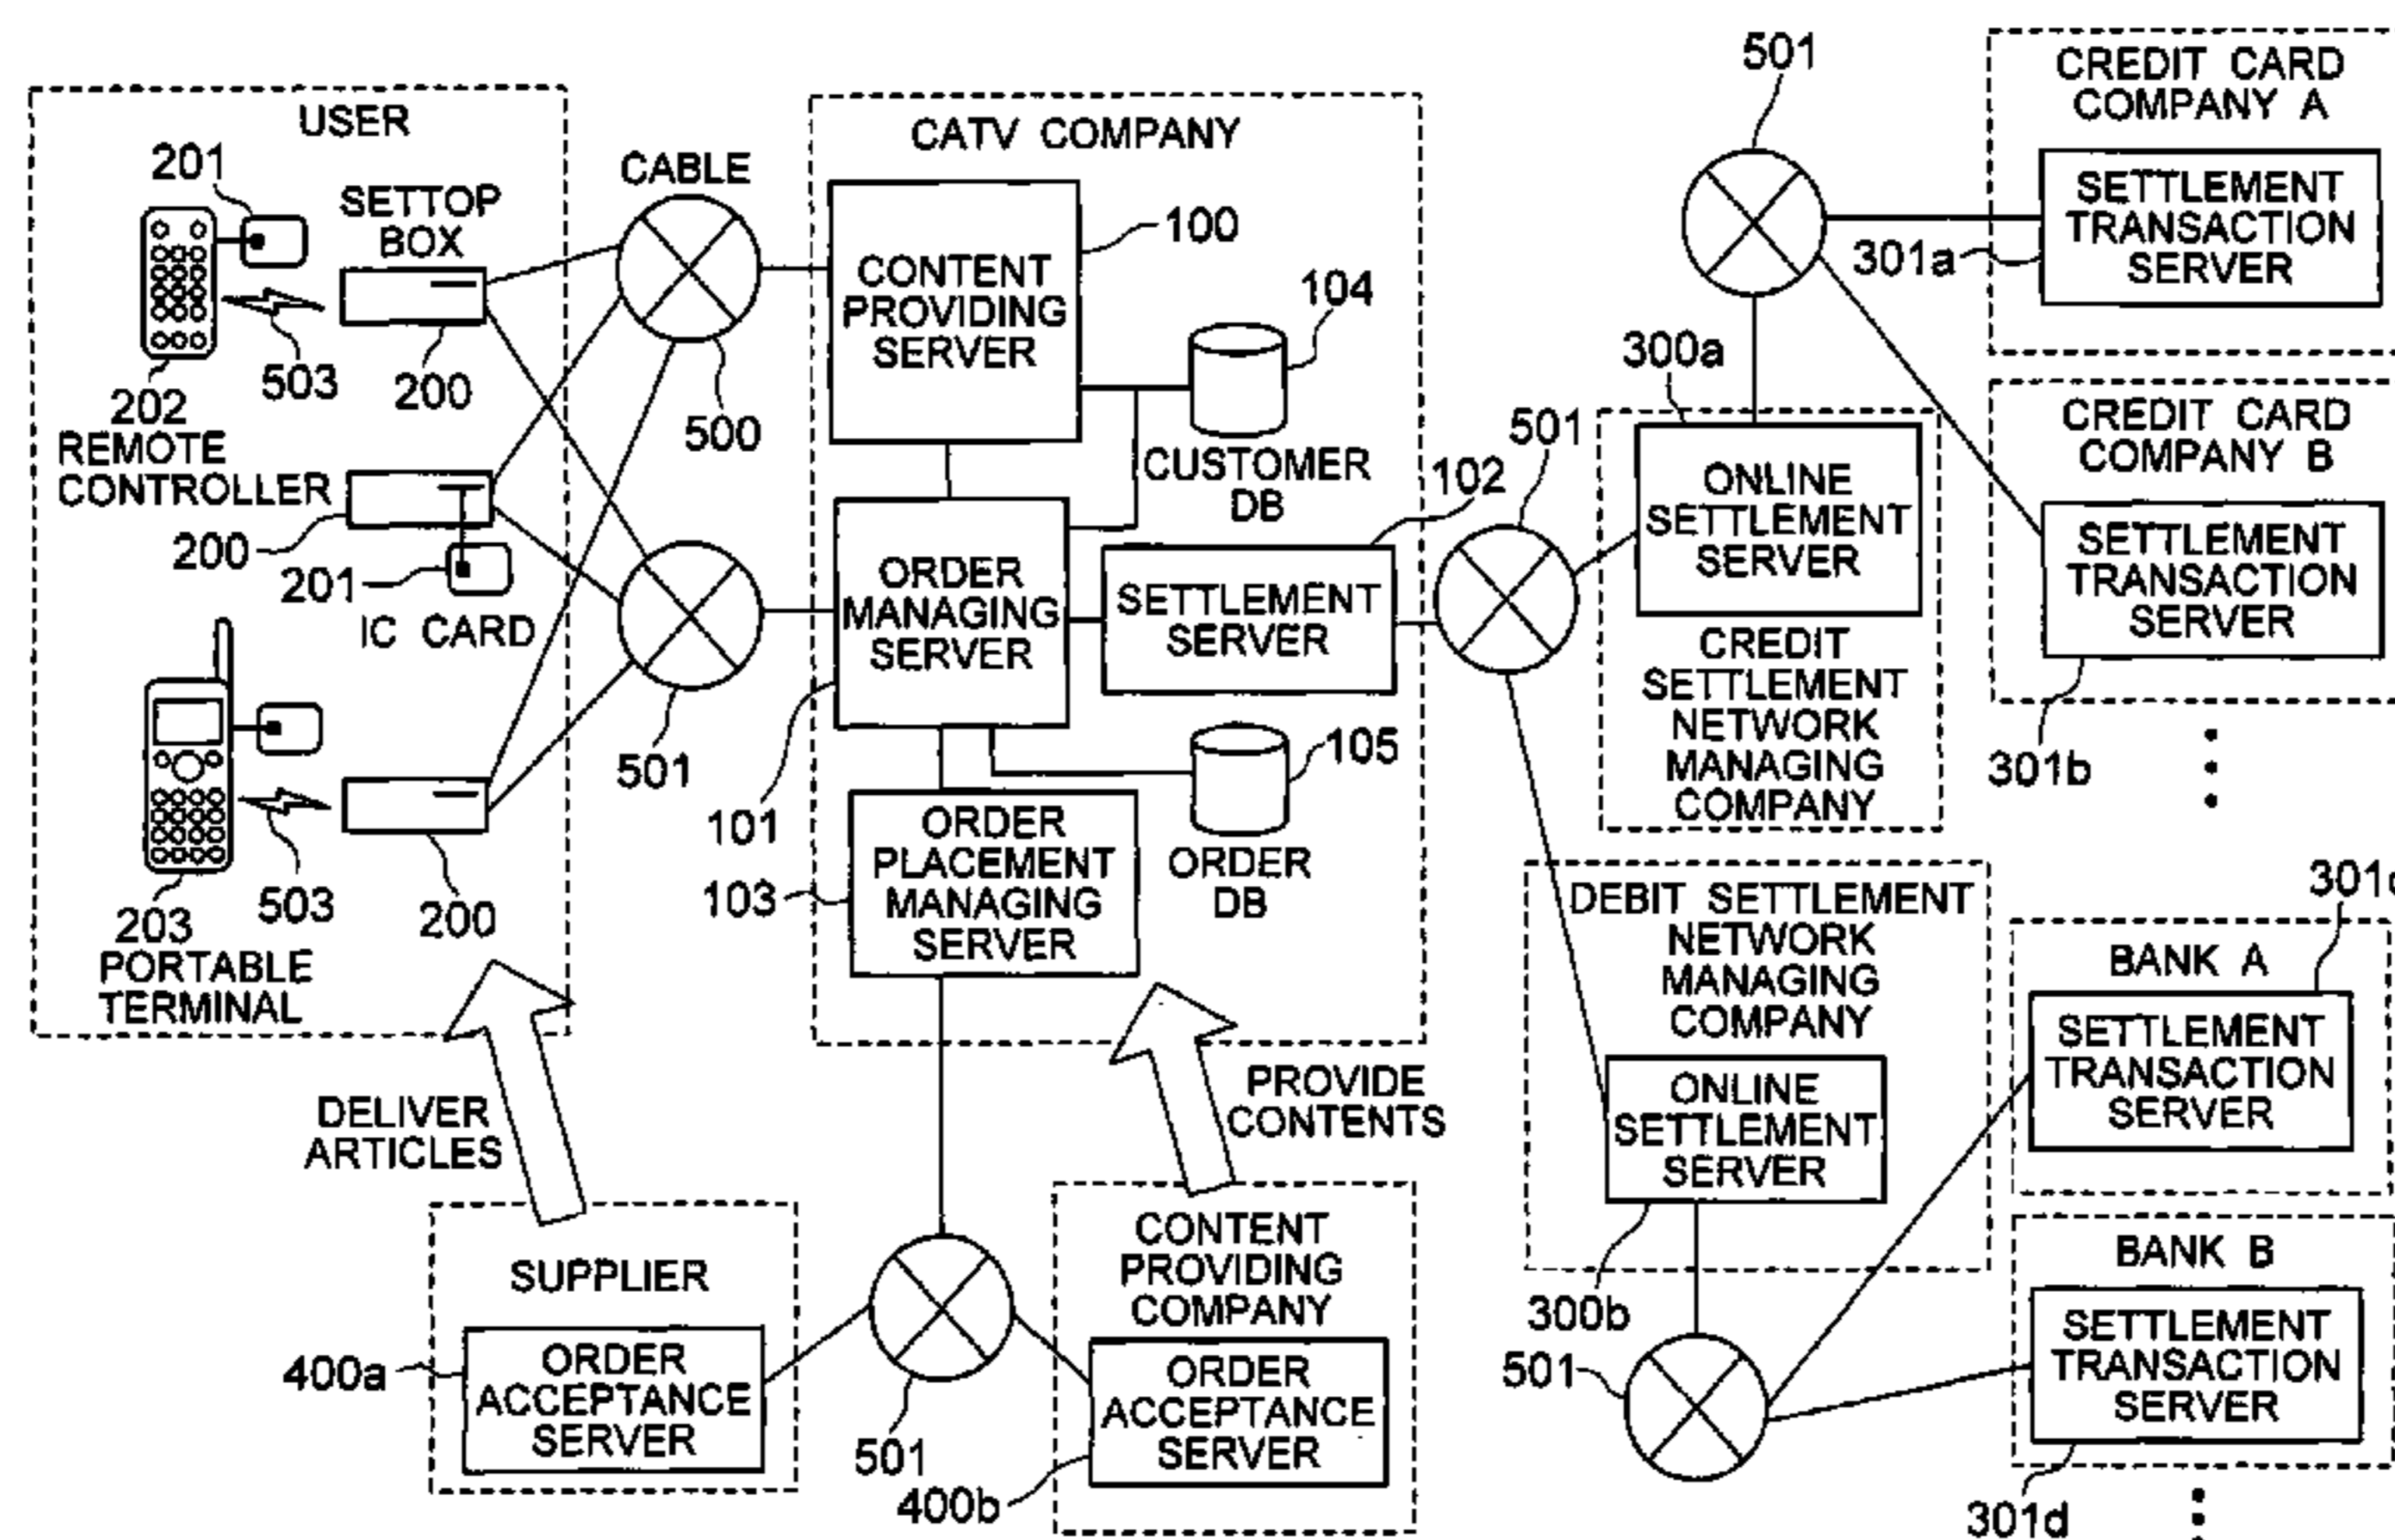 USER
201
SETTOP
BOX
503
200
202
REMOTE
CONTROLLER
200
201
IC CARD
203
PORTABLE
TERMINAL
503
200
CABLE
500
501
CATV COMPANY
CONTENT
PROVIDING
SERVER
100
104
CUSTOMER
DB
102
ORDER
MANAGING
SERVER
SETTLEMENT
SERVER
101
105
ORDER
DB
ORDER
PLACEMENT
MANAGING
SERVER
103
DELIVER
ARTICLES
PROVIDE
CONTENTS
SUPPLIER
400a
ORDER
ACCEPTANCE
SERVER
501
CONTENT
PROVIDING
COMPANY
ORDER
ACCEPTANCE
SERVER
400b
501
300a
ONLINE
SETTLEMENT
SERVER
CREDIT
SETTLEMENT
NETWORK
MANAGING
COMPANY
501
CREDIT CARD
COMPANY A
SETTLEMENT
TRANSACTION
SERVER
301a
CREDIT CARD
COMPANY B
SETTLEMENT
TRANSACTION
SERVER
301b
DEBIT SETTLEMENT
NETWORK
MANAGING
COMPANY
ONLINE
SETTLEMENT
SERVER
300b
501
BANK A
SETTLEMENT
TRANSACTION
SERVER
BANK B
SETTLEMENT
TRANSACTION
SERVER
301d